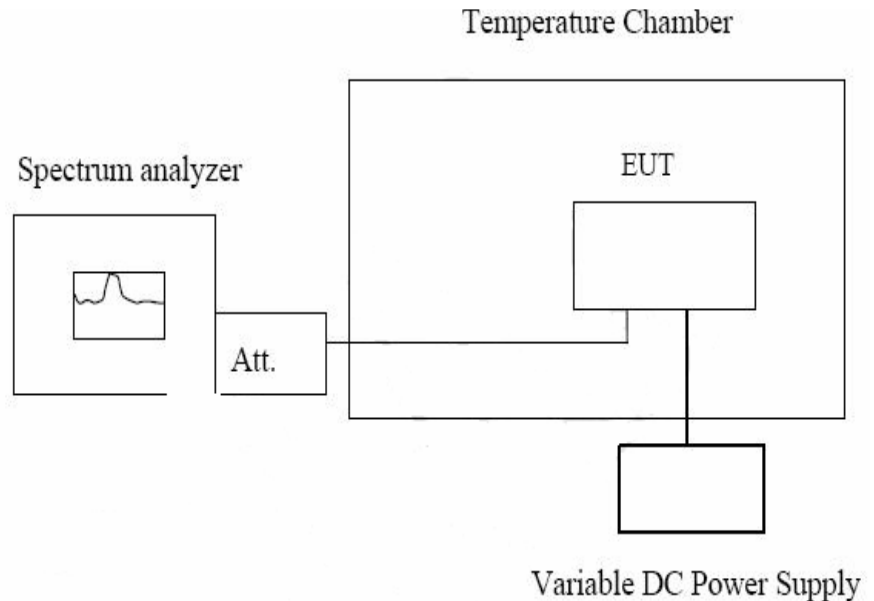 Temperature Chamber
Spectrum analyzer
EUT
Att.
Variable DC Power Supply